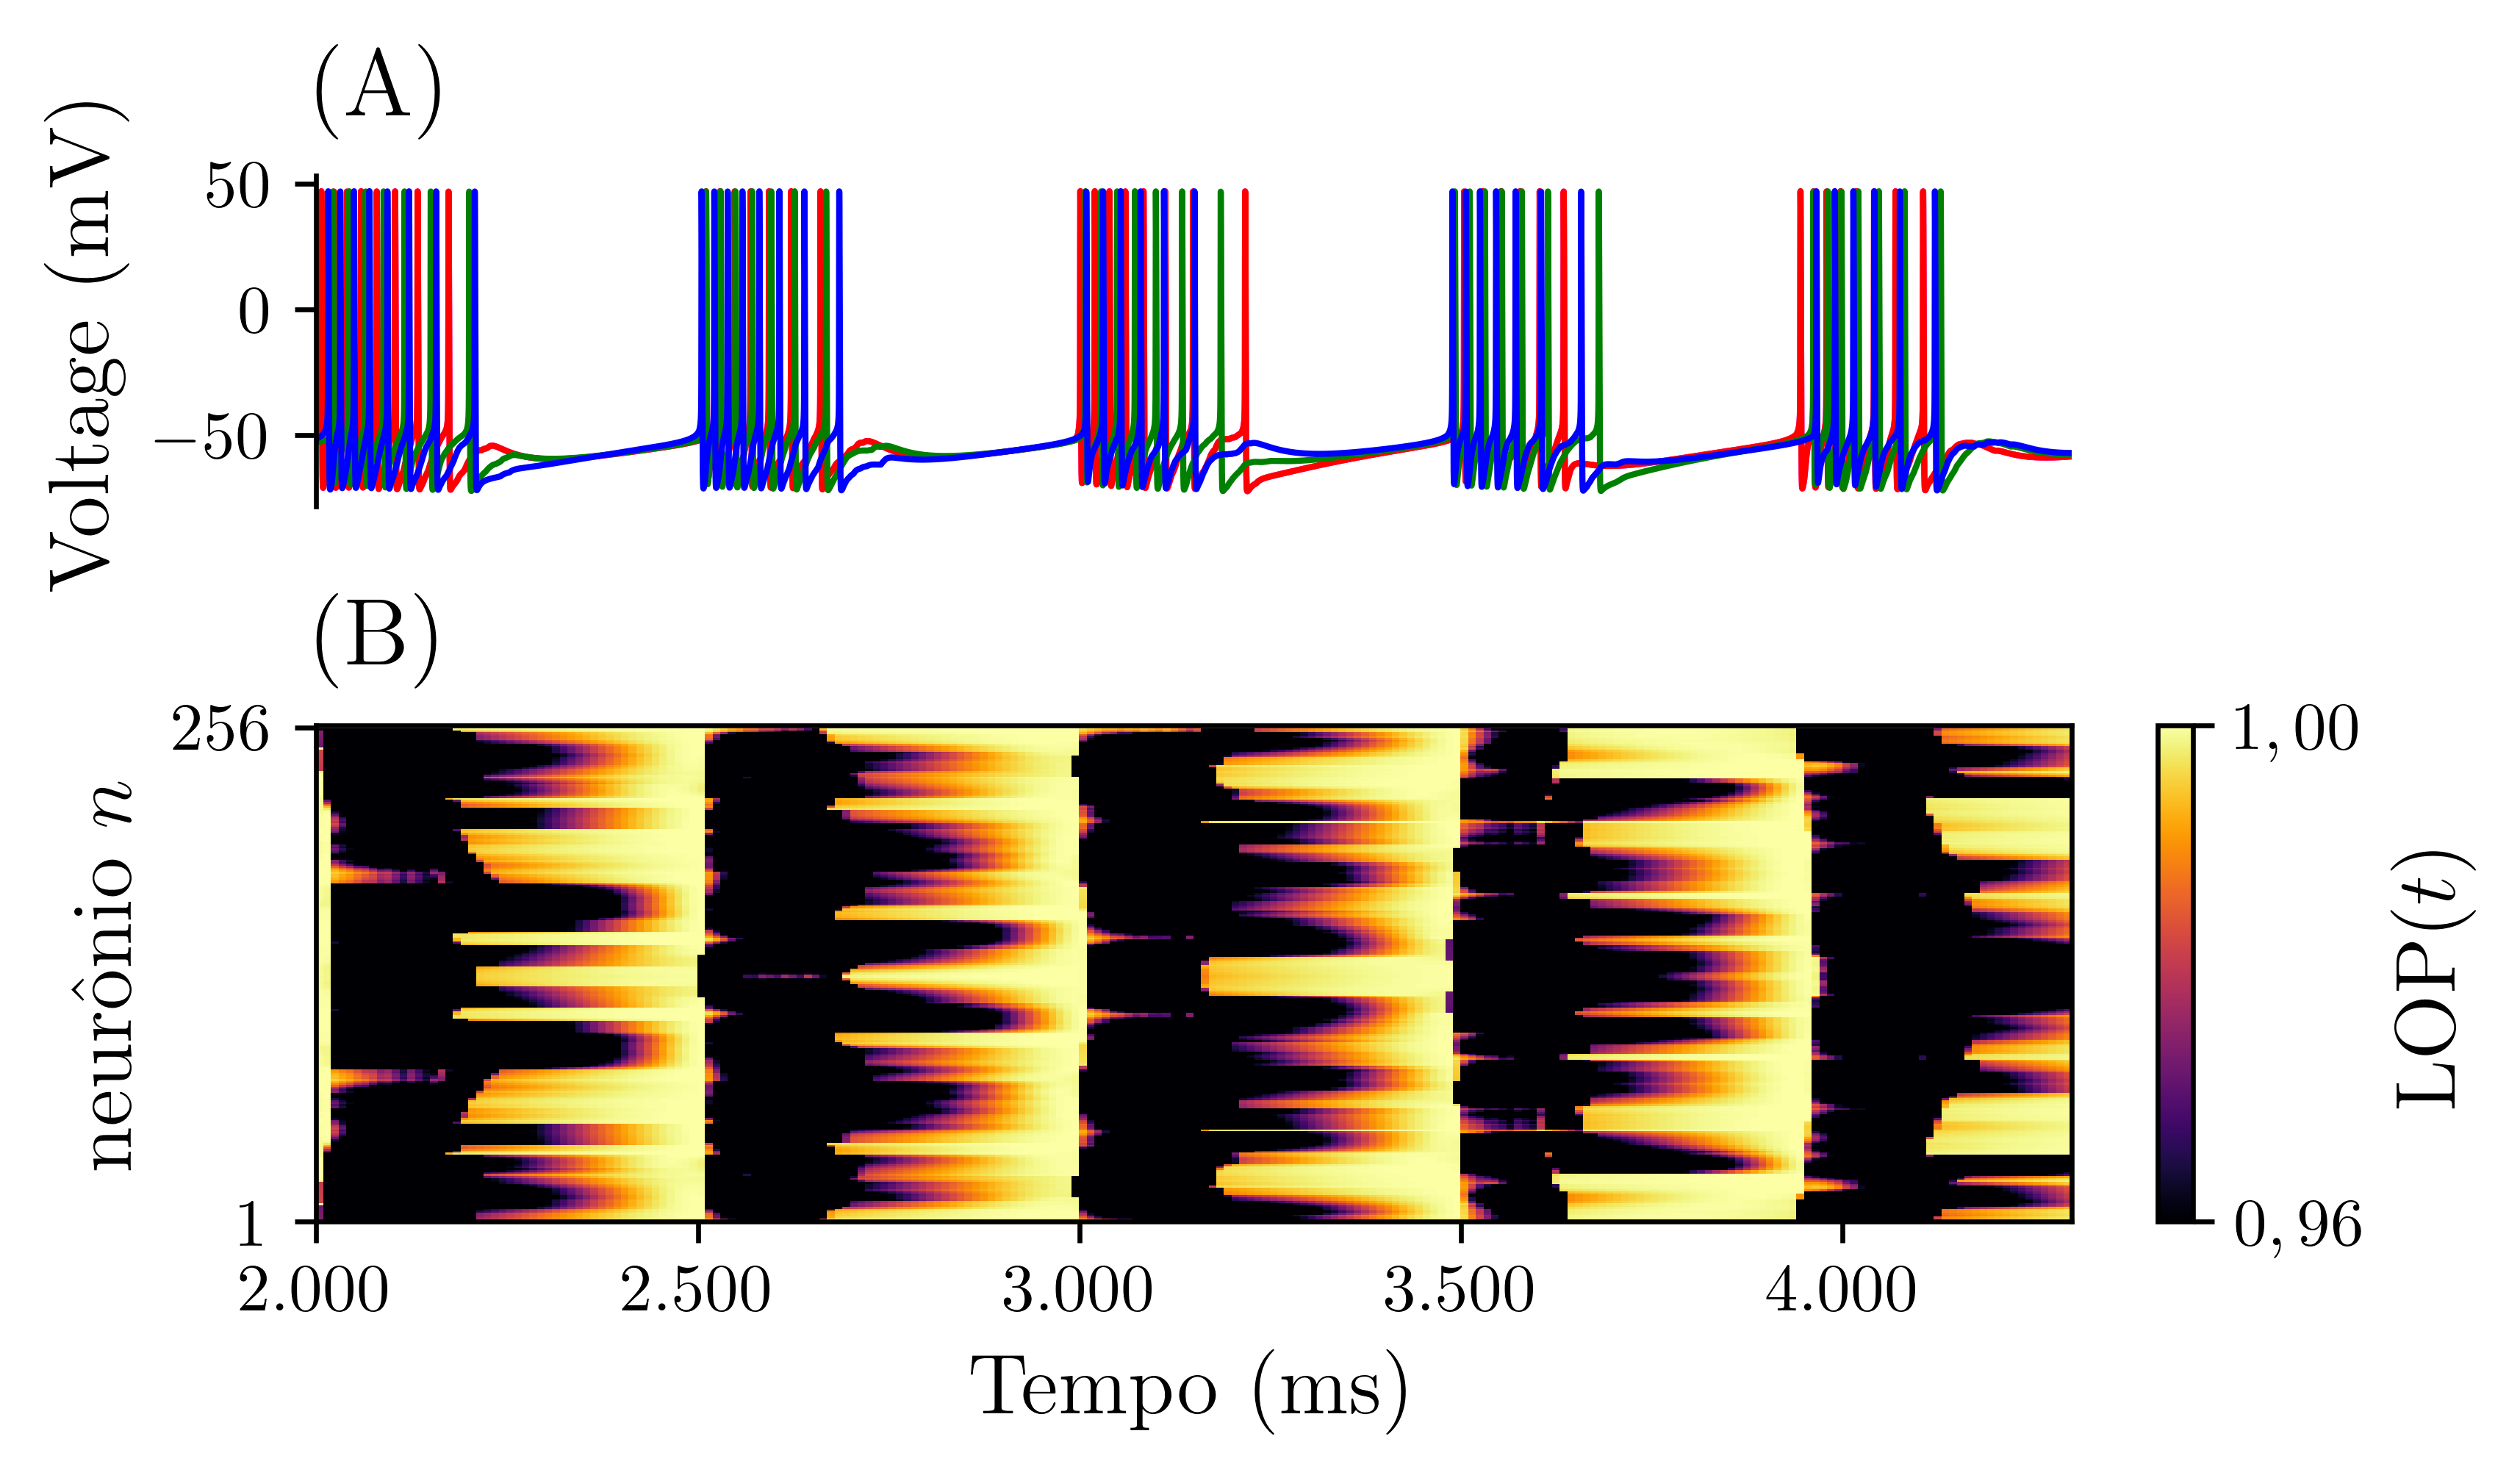 (A)
Voltage (mV)
50
0
−50
(B)
neurônio n
256
1
2.000
2.500
3.000
3.500
4.000
Tempo (ms)
1,00
0,96
LOP(t)